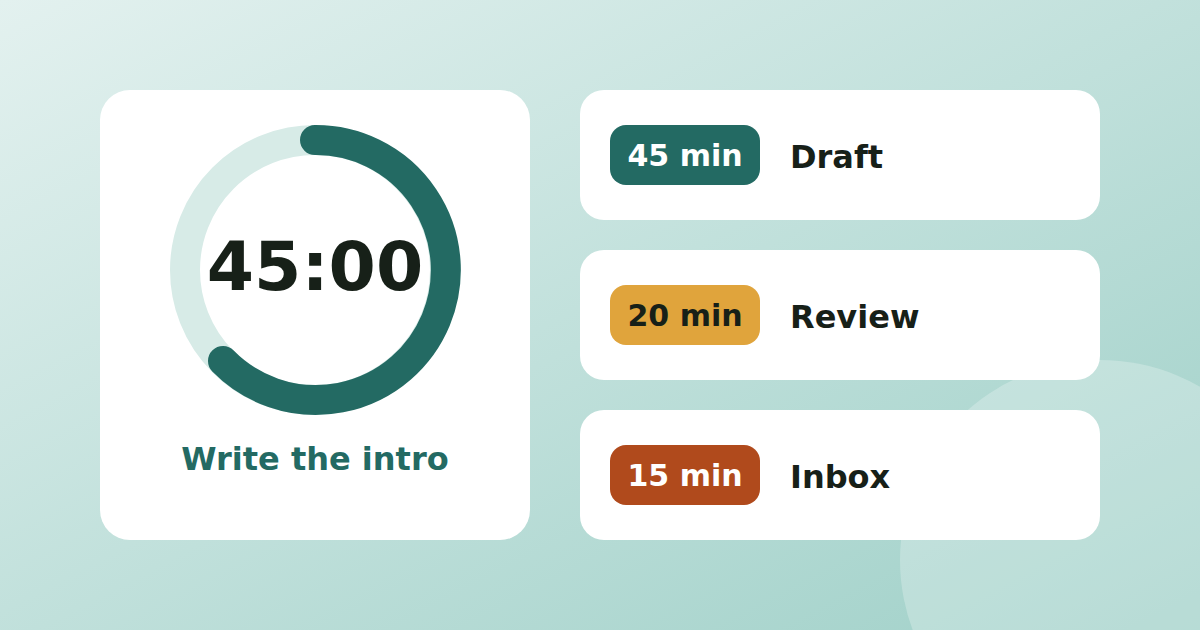 45:00
Write the intro
45 min
Draft
20 min
Review
15 min
Inbox